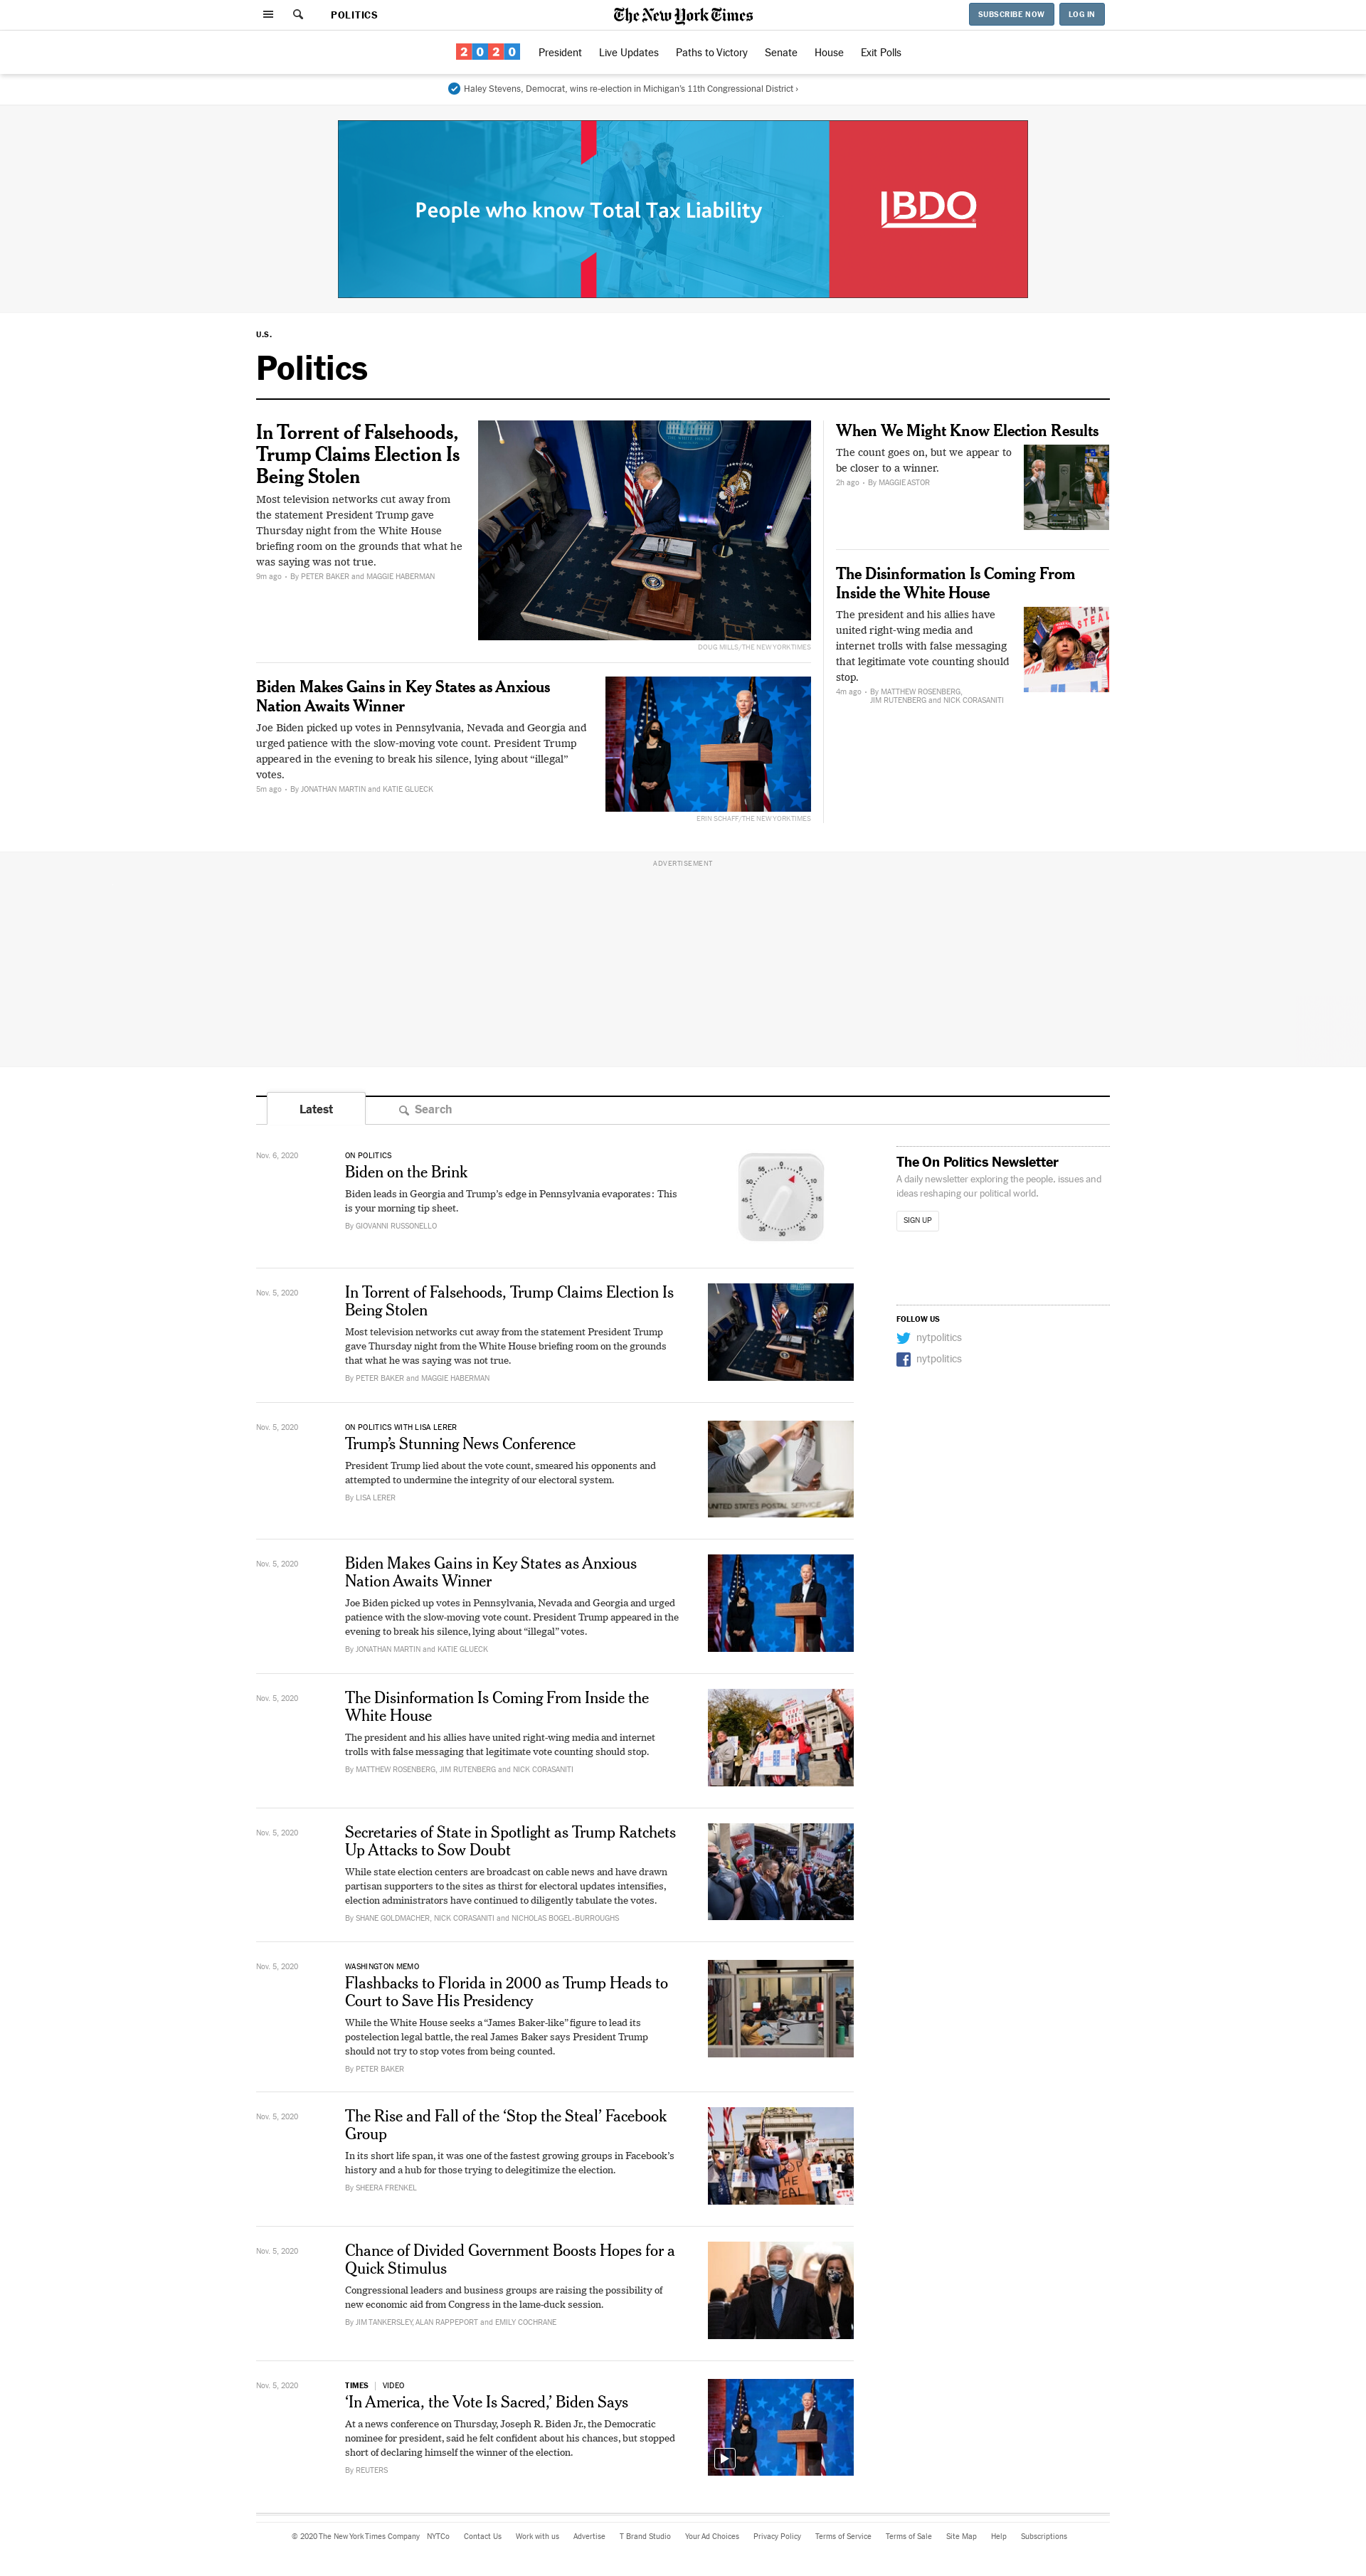 POLITICS
The New York Times
SUBSCRIBE NOW
LOG IN
2020
President
Live Updates
Paths to Victory
Senate
House
Exit Polls
Haley Stevens, Democrat, wins re-election in Michigan's 11th Congressional District ›
People who know Total Tax Liability
BDO
U.S.
Politics
In Torrent of Falsehoods,
Trump Claims Election Is
Being Stolen
Most television networks cut away from
the statement President Trump gave
Thursday night from the White House
briefing room on the grounds that what he
was saying was not true.
9m ago • By PETER BAKER and MAGGIE HABERMAN
DOUG MILLS/THE NEW YORK TIMES
Biden Makes Gains in Key States as Anxious
Nation Awaits Winner
Joe Biden picked up votes in Pennsylvania, Nevada and Georgia and
urged patience with the slow-moving vote count. President Trump
appeared in the evening to break his silence, lying about “illegal”
votes.
5m ago • By JONATHAN MARTIN and KATIE GLUECK
ERIN SCHAFF/THE NEW YORK TIMES
When We Might Know Election Results
The count goes on, but we appear to
be closer to a winner.
2h ago • By MAGGIE ASTOR
The Disinformation Is Coming From
Inside the White House
The president and his allies have
united right-wing media and
internet trolls with false messaging
that legitimate vote counting should
stop.
4m ago • By MATTHEW ROSENBERG,
JIM RUTENBERG and NICK CORASANITI
ADVERTISEMENT
Latest
Search
Nov. 6, 2020
ON POLITICS
Biden on the Brink
Biden leads in Georgia and Trump's edge in Pennsylvania evaporates: This
is your morning tip sheet.
By GIOVANNI RUSSONELLO
0
5
10
15
20
25
30
35
40
45
50
55
The On Politics Newsletter
A daily newsletter exploring the people, issues and
ideas reshaping our political world.
SIGN UP
FOLLOW US
nytpolitics
nytpolitics
Nov. 5, 2020
In Torrent of Falsehoods, Trump Claims Election Is
Being Stolen
Most television networks cut away from the statement President Trump
gave Thursday night from the White House briefing room on the grounds
that what he was saying was not true.
By PETER BAKER and MAGGIE HABERMAN
Nov. 5, 2020
ON POLITICS WITH LISA LERER
Trump's Stunning News Conference
President Trump lied about the vote count, smeared his opponents and
attempted to undermine the integrity of our electoral system.
By LISA LERER
UNITED STATES POSTAL SERVICE
Nov. 5, 2020
Biden Makes Gains in Key States as Anxious
Nation Awaits Winner
Joe Biden picked up votes in Pennsylvania, Nevada and Georgia and urged
patience with the slow-moving vote count. President Trump appeared in the
evening to break his silence, lying about “illegal” votes.
By JONATHAN MARTIN and KATIE GLUECK
Nov. 5, 2020
The Disinformation Is Coming From Inside the
White House
The president and his allies have united right-wing media and internet
trolls with false messaging that legitimate vote counting should stop.
By MATTHEW ROSENBERG, JIM RUTENBERG and NICK CORASANITI
Nov. 5, 2020
Secretaries of State in Spotlight as Trump Ratchets
Up Attacks to Sow Doubt
While state election centers are broadcast on cable news and have drawn
partisan supporters to the sites as thirst for electoral updates intensifies,
election administrators have continued to diligently tabulate the votes.
By SHANE GOLDMACHER, NICK CORASANITI and NICHOLAS BOGEL-BURROUGHS
Nov. 5, 2020
WASHINGTON MEMO
Flashbacks to Florida in 2000 as Trump Heads to
Court to Save His Presidency
While the White House seeks a “James Baker-like” figure to lead its
postelection legal battle, the real James Baker says President Trump
should not try to stop votes from being counted.
By PETER BAKER
Nov. 5, 2020
The Rise and Fall of the ‘Stop the Steal’ Facebook
Group
In its short life span, it was one of the fastest growing groups in Facebook's
history and a hub for those trying to delegitimize the election.
By SHEERA FRENKEL
Nov. 5, 2020
Chance of Divided Government Boosts Hopes for a
Quick Stimulus
Congressional leaders and business groups are raising the possibility of
new economic aid from Congress in the lame-duck session.
By JIM TANKERSLEY, ALAN RAPPEPORT and EMILY COCHRANE
Nov. 5, 2020
TIMES | VIDEO
‘In America, the Vote Is Sacred,’ Biden Says
At a news conference on Thursday, Joseph R. Biden Jr., the Democratic
nominee for president, said he felt confident about his chances, but stopped
short of declaring himself the winner of the election.
By REUTERS
© 2020 The New York Times Company
NYTCo
Contact Us
Work with us
Advertise
T Brand Studio
Your Ad Choices
Privacy Policy
Terms of Service
Terms of Sale
Site Map
Help
Subscriptions